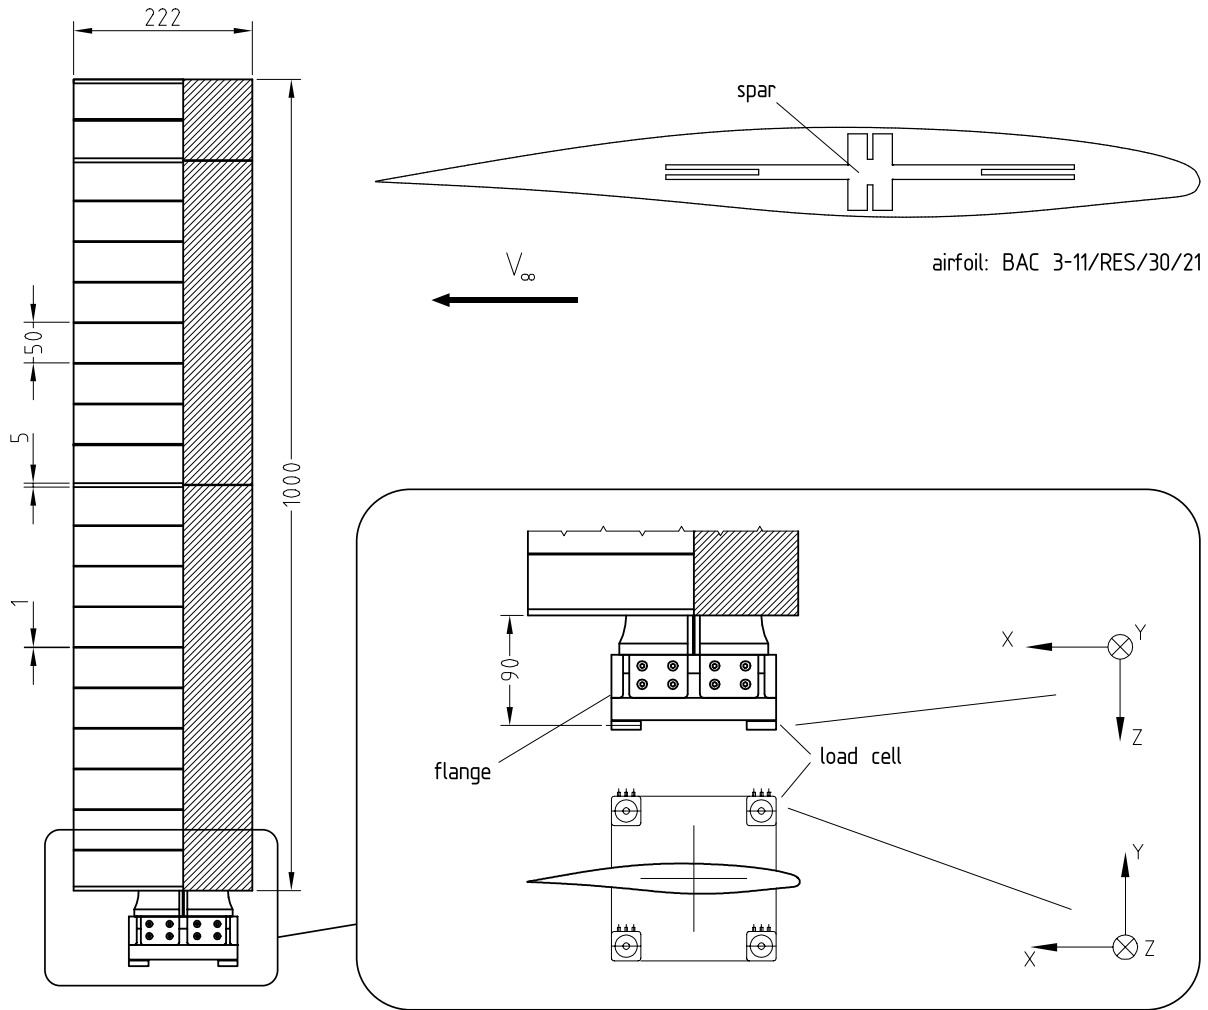 222
spar
V∞
airfoil: BAC 3-11/RES/30/21
50
5
1000
1
90
X
Y
Z
flange
load cell
Y
X
Z